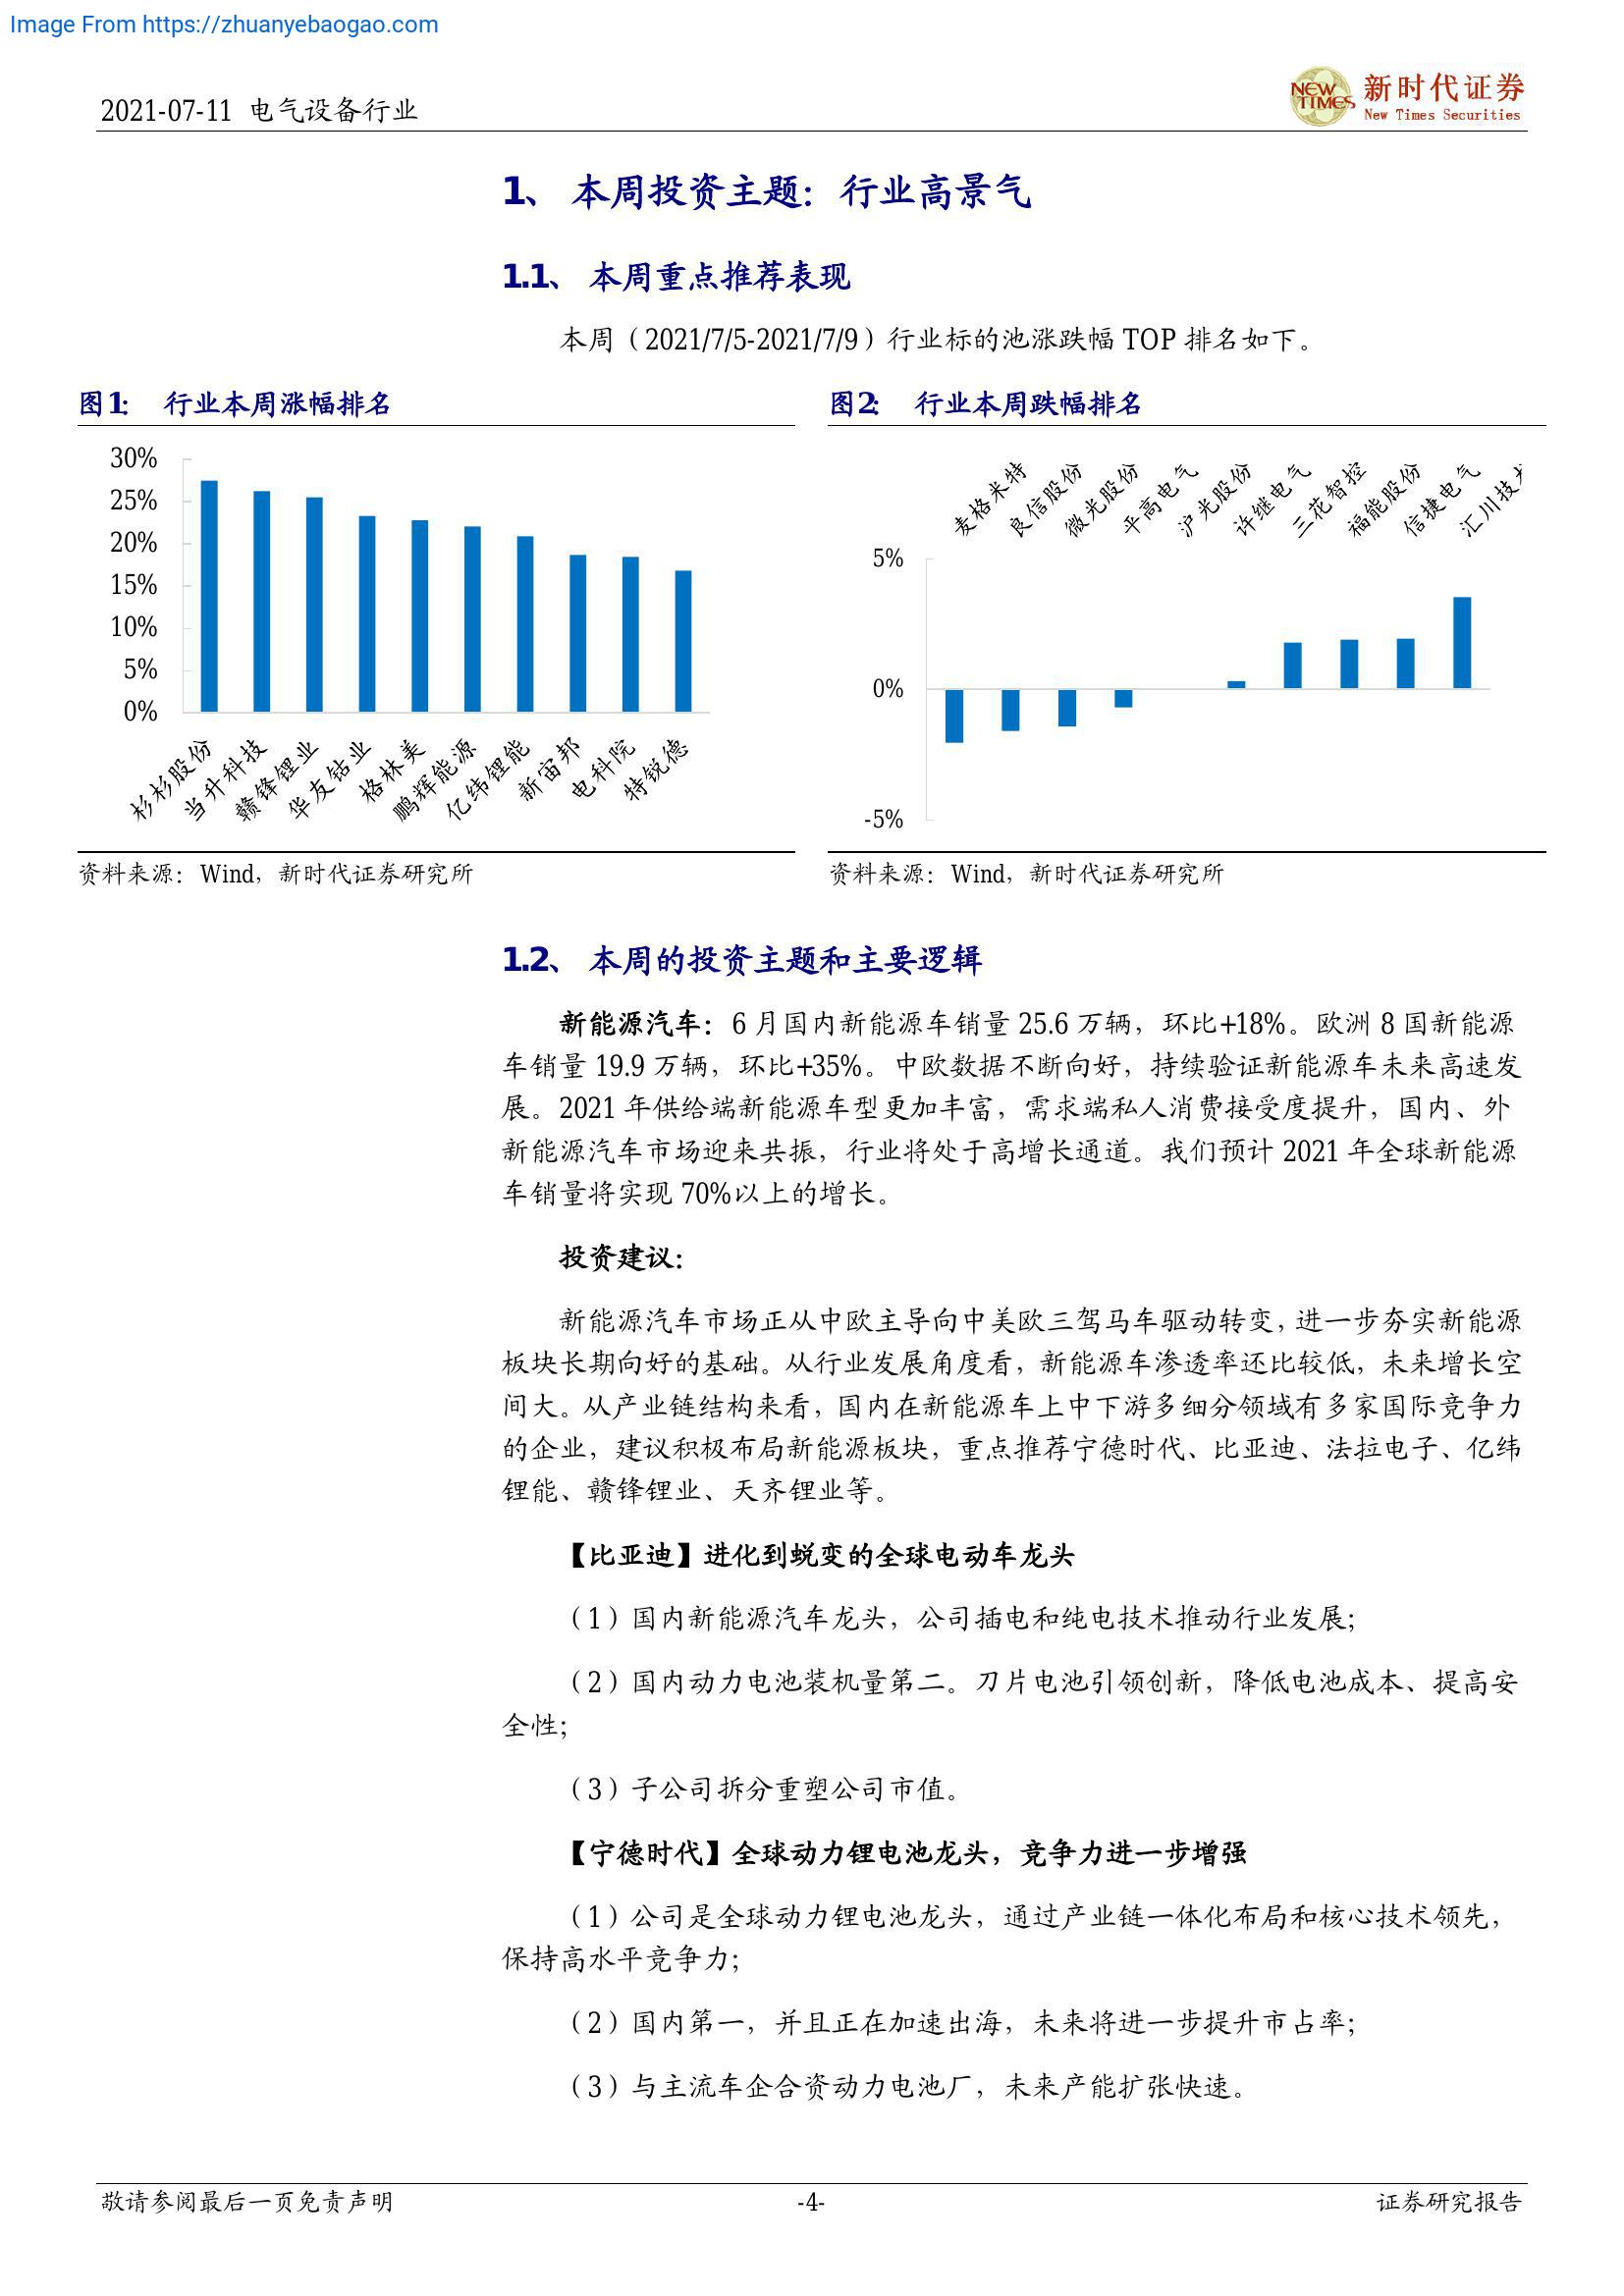 Image From https://zhuanyebaogao.com
2021-07-11 电气设备行业
NEW TIMES
新时代证券
New Times Securities
1、 本周投资主题：行业高景气
1.1、 本周重点推荐表现
本周（2021/7/5-2021/7/9）行业标的池涨跌幅 TOP 排名如下。
图1： 行业本周涨幅排名
30%
25%
20%
15%
10%
5%
0%
杉杉股份
当升科技
赣锋锂业
华友钴业
格林美
鹏辉能源
亿纬锂能
新宙邦
电科院
特锐德
资料来源：Wind，新时代证券研究所
图2： 行业本周跌幅排名
麦格米特
良信股份
微光股份
平高电气
沪光股份
许继电气
三花智控
福能股份
信捷电气
汇川技
5%
0%
-5%
资料来源：Wind，新时代证券研究所
1.2、 本周的投资主题和主要逻辑
新能源汽车：6 月国内新能源车销量 25.6 万辆，环比+18%。欧洲 8 国新能源
车销量 19.9 万辆，环比+35%。中欧数据不断向好，持续验证新能源车未来高速发
展。2021 年供给端新能源车型更加丰富，需求端私人消费接受度提升，国内、外
新能源汽车市场迎来共振，行业将处于高增长通道。我们预计 2021 年全球新能源
车销量将实现 70%以上的增长。
投资建议：
新能源汽车市场正从中欧主导向中美欧三驾马车驱动转变，进一步夯实新能源
板块长期向好的基础。从行业发展角度看，新能源车渗透率还比较低，未来增长空
间大。从产业链结构来看，国内在新能源车上中下游多细分领域有多家国际竞争力
的企业，建议积极布局新能源板块，重点推荐宁德时代、比亚迪、法拉电子、亿纬
锂能、赣锋锂业、天齐锂业等。
【比亚迪】进化到蜕变的全球电动车龙头
（1）国内新能源汽车龙头，公司插电和纯电技术推动行业发展；
（2）国内动力电池装机量第二。刀片电池引领创新，降低电池成本、提高安
全性；
（3）子公司拆分重塑公司市值。
【宁德时代】全球动力锂电池龙头，竞争力进一步增强
（1）公司是全球动力锂电池龙头，通过产业链一体化布局和核心技术领先，
保持高水平竞争力；
（2）国内第一，并且正在加速出海，未来将进一步提升市占率；
（3）与主流车企合资动力电池厂，未来产能扩张快速。
敬请参阅最后一页免责声明
-4-
证券研究报告